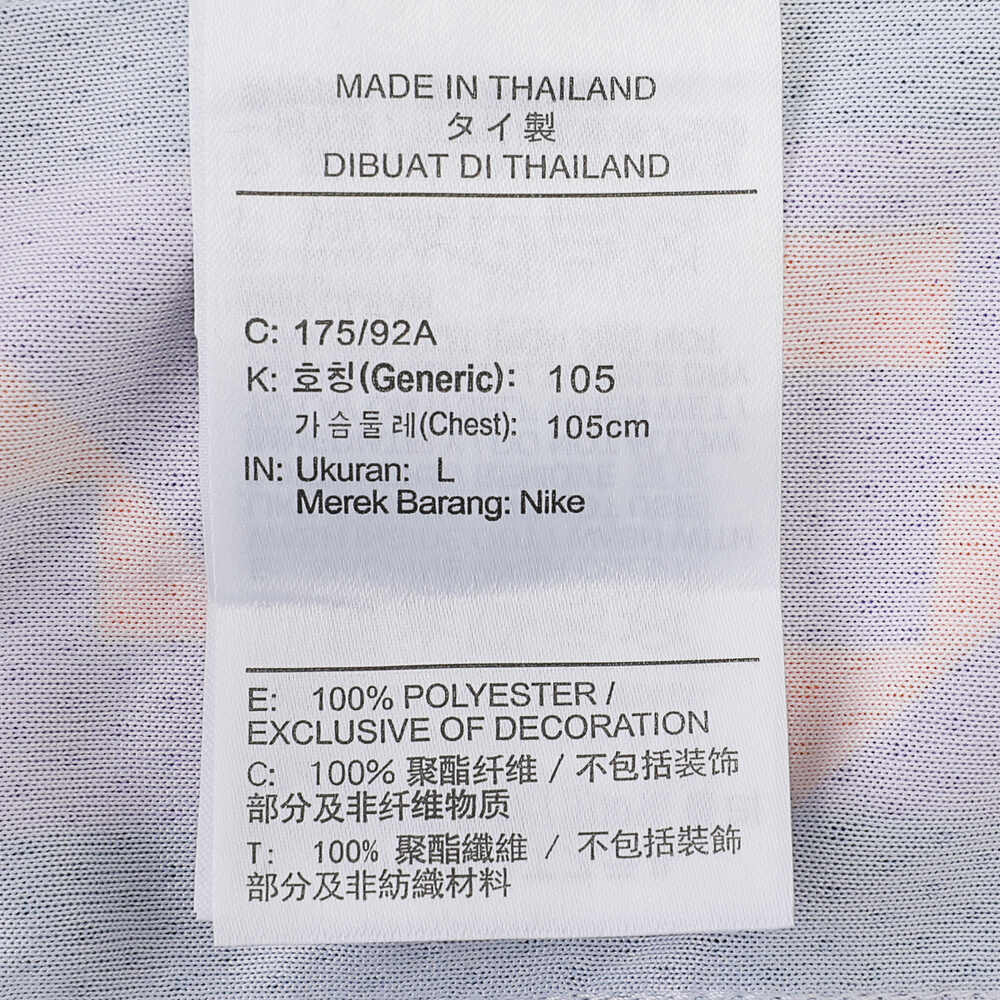 MADE IN THAILAND
タイ製
DIBUAT DI THAILAND
C: 175/92A
K: 호칭(Generic): 105
가슴둘레(Chest): 105cm
IN: Ukuran: L
Merek Barang: Nike
E: 100% POLYESTER /
EXCLUSIVE OF DECORATION
C: 100% 聚酯纤维 / 不包括装饰
部分及非纤维物质
T: 100% 聚酯纖維 / 不包括裝飾
部分及非紡織材料